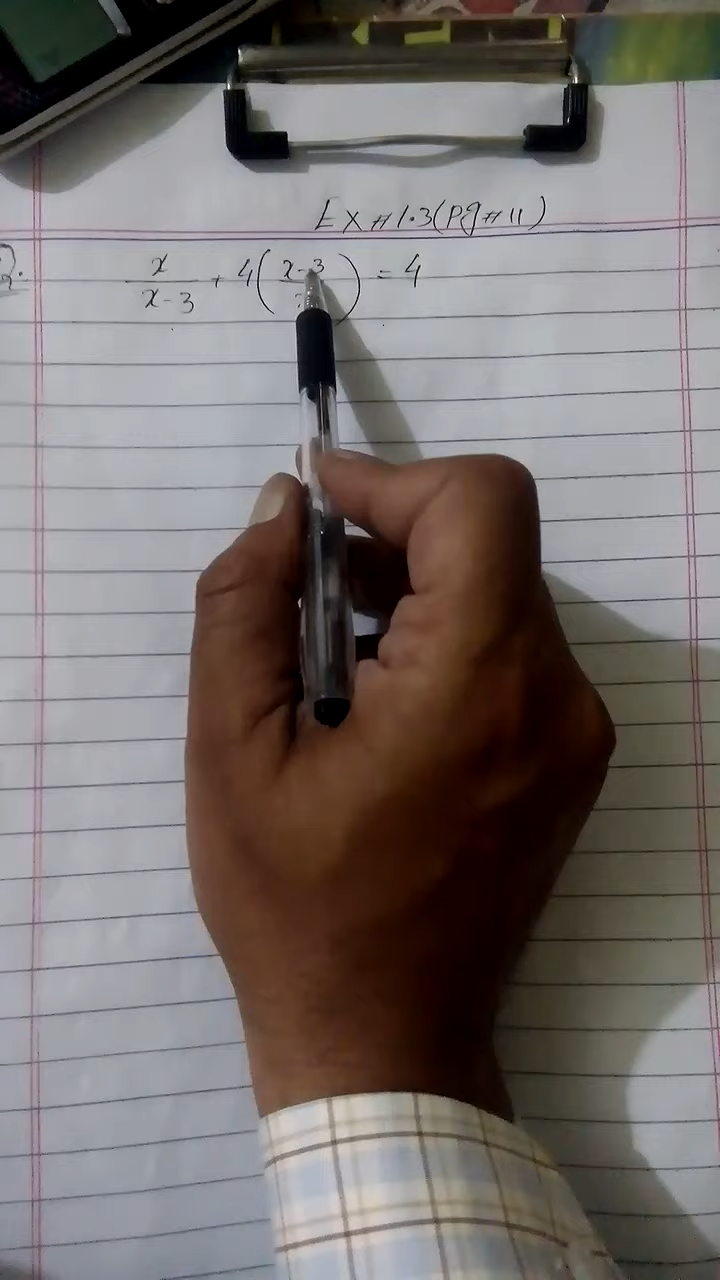 Ex # 1.3 (Pg # 11)
x/(x-3) + 4((x-3)/ ) = 4